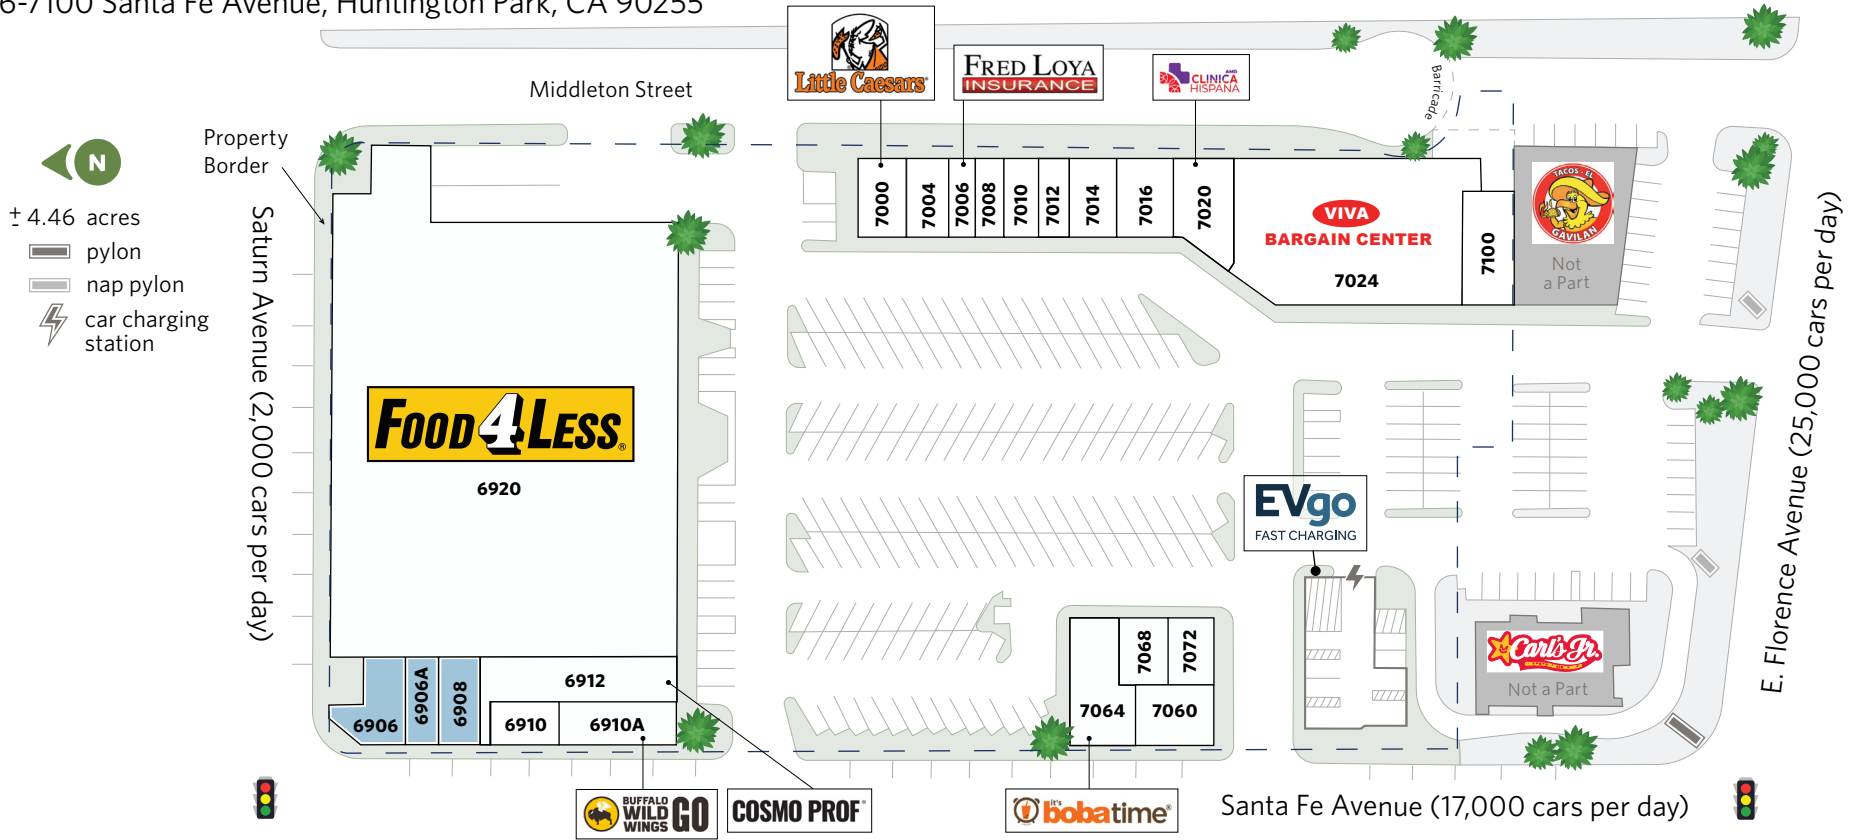 6-7100 Santa Fe Avenue, Huntington Park, CA 90255
Little Caesars
FRED LOYA
INSURANCE
AMD
CLINICA
HISPANA
Middleton Street
Barricade
Property
Border
N
± 4.46 acres
pylon
nap pylon
car charging
station
Saturn Avenue (2,000 cars per day)
7000
7004
7006
7008
7010
7012
7014
7016
7020
VIVA
BARGAIN CENTER
7024
7100
TACOS - EL
GAVILAN
Not
a Part
E. Florence Avenue (25,000 cars per day)
FOOD 4 LESS®
6920
EVgo
FAST CHARGING
6906
6906A
6908
6912
6910
6910A
7068
7072
7064
7060
Carl's Jr.
Not a Part
BUFFALO
WILD
WINGS
GO
COSMO PROF®
it's
bobatime®
Santa Fe Avenue (17,000 cars per day)